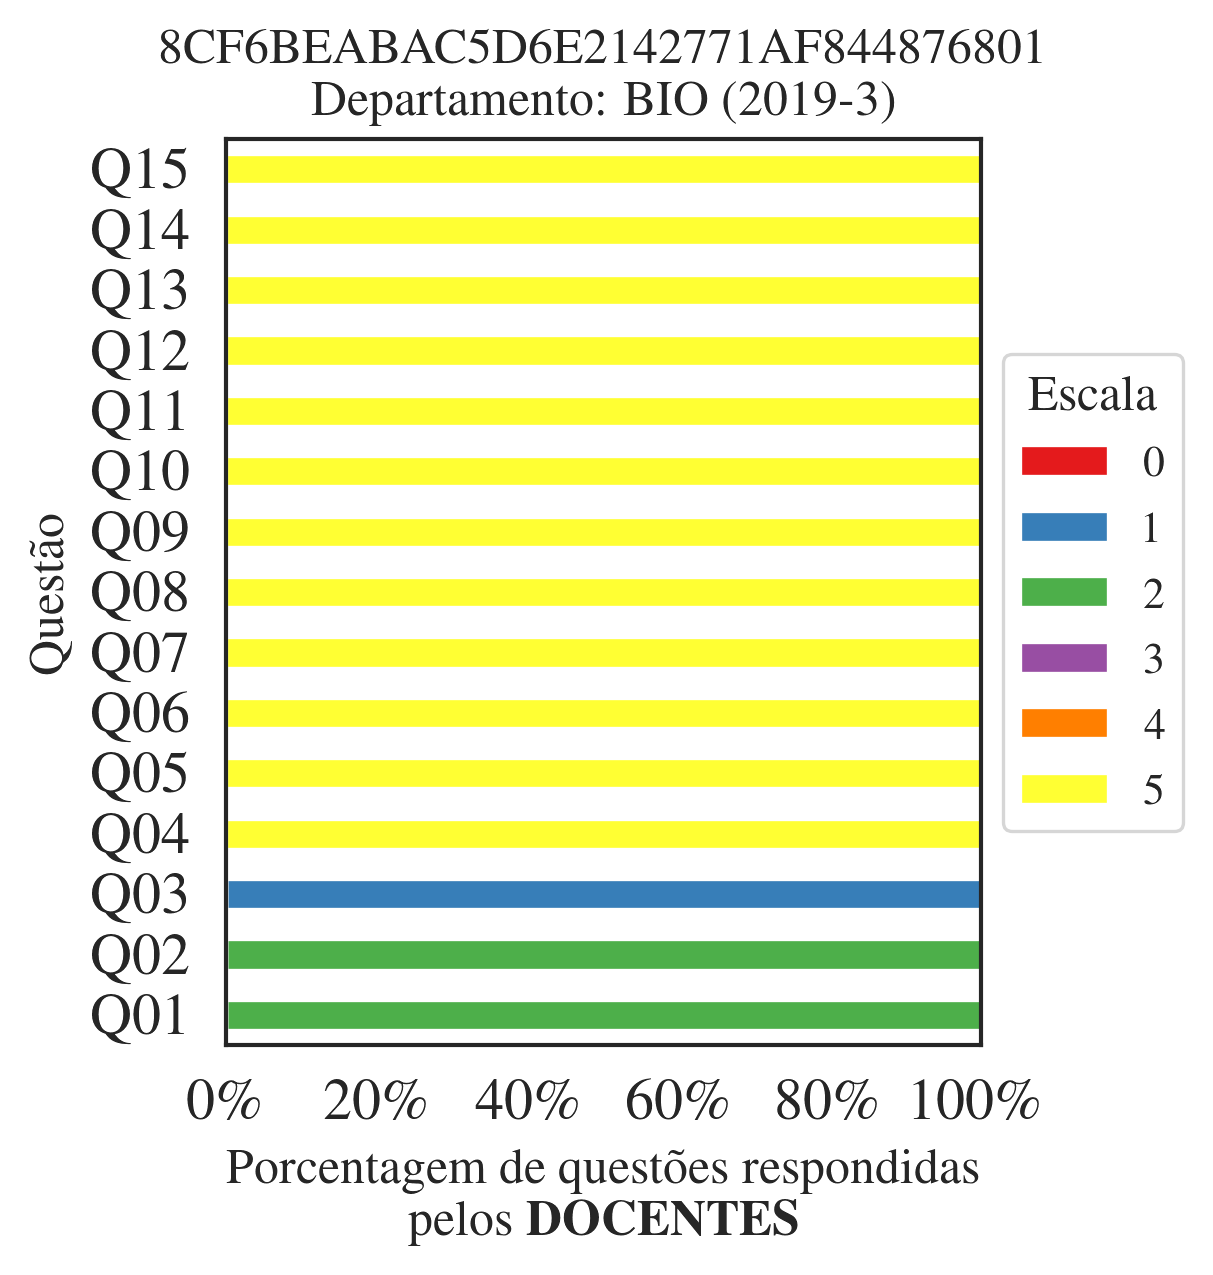 8CF6BEABAC5D6E2142771AF844876801
Departamento: BIO (2019-3)
Questão
Q15
Q14
Q13
Q12
Q11
Q10
Q09
Q08
Q07
Q06
Q05
Q04
Q03
Q02
Q01
0% 20% 40% 60% 80% 100%
Porcentagem de questões respondidas
pelos DOCENTES
Escala
0
1
2
3
4
5